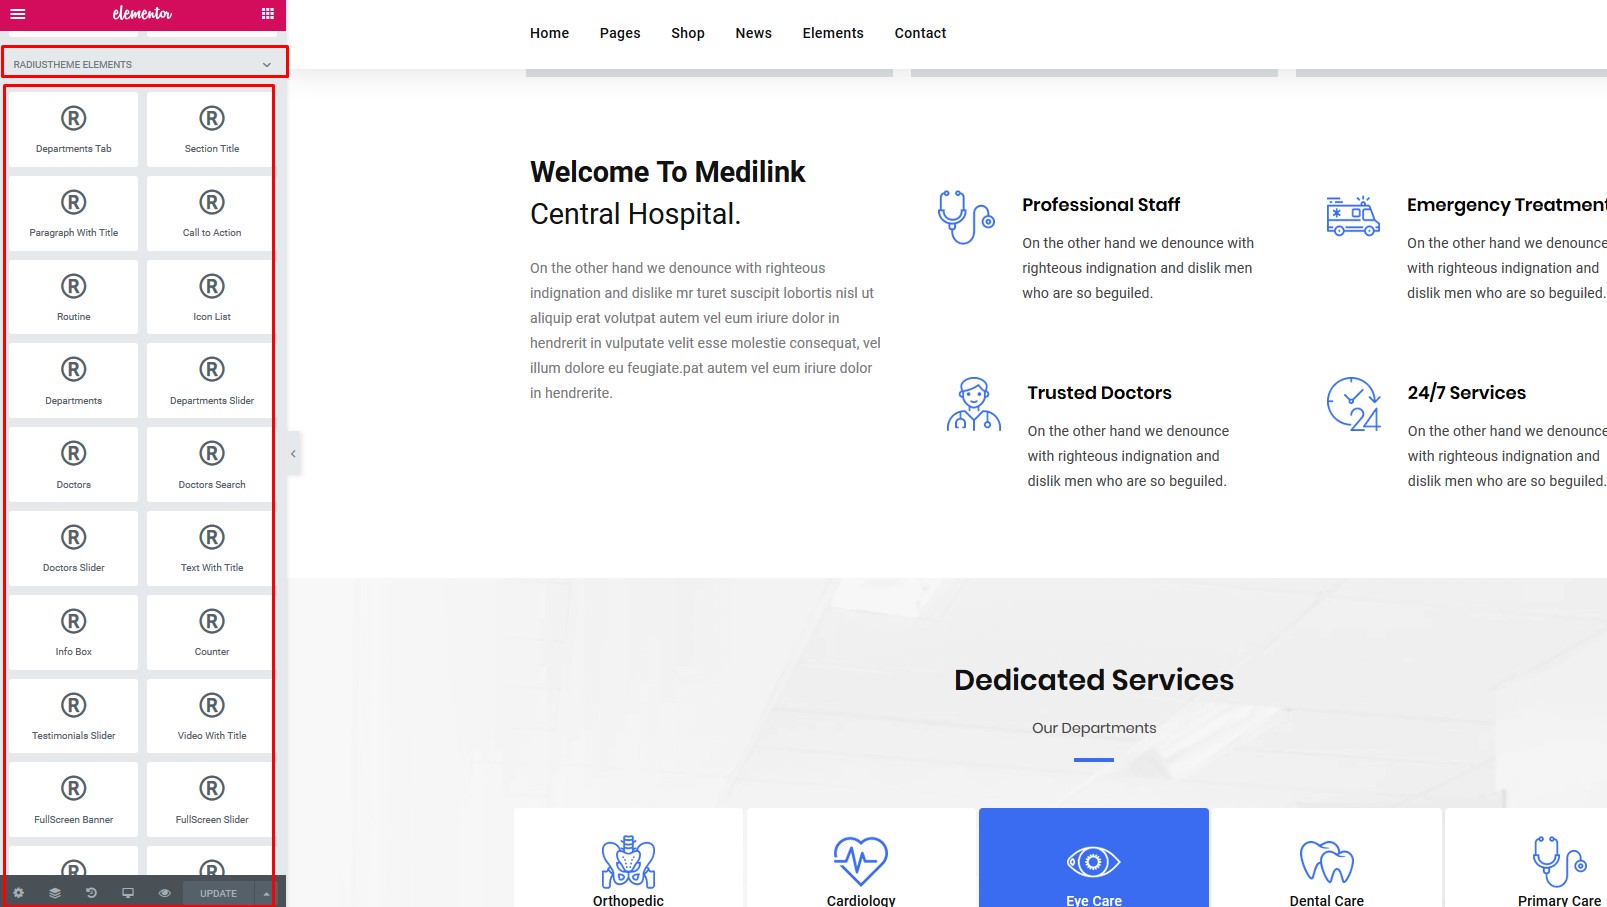 elementor
RADIUSTHEME ELEMENTS
Departments Tab
Section Title
Paragraph With Title
Call to Action
Routine
Icon List
Departments
Departments Slider
Doctors
Doctors Search
Doctors Slider
Text With Title
Info Box
Counter
Testimonials Slider
Video With Title
FullScreen Banner
FullScreen Slider
UPDATE
Home
Pages
Shop
News
Elements
Contact
Welcome To Medilink
Central Hospital.
On the other hand we denounce with righteous
indignation and dislike mr turet suscipit lobortis nisl ut
aliquip erat volutpat autem vel eum iriure dolor in
hendrerit in vulputate velit esse molestie consequat, vel
illum dolore eu feugiate.pat autem vel eum iriure dolor
in hendrerite.
Professional Staff
On the other hand we denounce with
righteous indignation and dislik men
who are so beguiled.
Emergency Treatment
On the other hand we denounce
with righteous indignation and
dislik men who are so beguiled.
Trusted Doctors
On the other hand we denounce
with righteous indignation and
dislik men who are so beguiled.
24/7 Services
On the other hand we denounce
with righteous indignation and
dislik men who are so beguiled.
24
Dedicated Services
Our Departments
Orthopedic
Cardiology
Eye Care
Dental Care
Primary Care